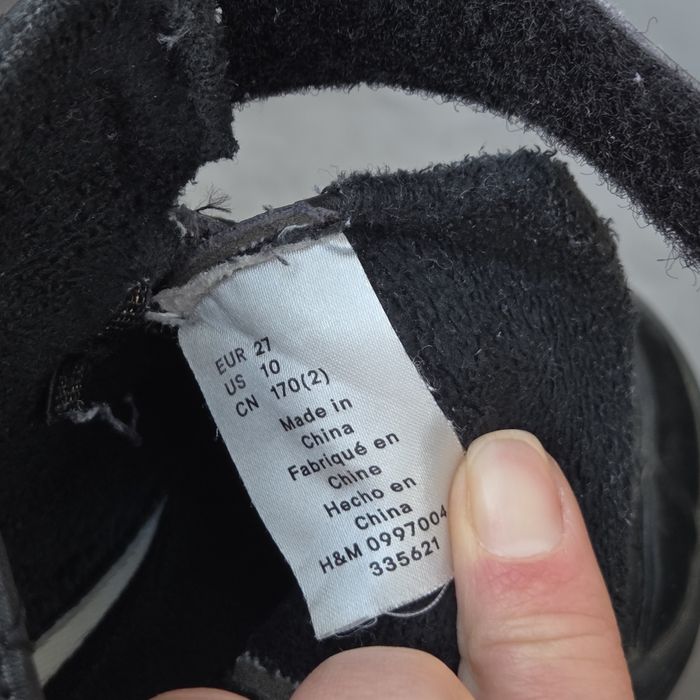 EUR 27
US 10
CN 170(2)
Made in
China
Fabriqué en
Chine
Hecho en
China
H&M 0997004
335621